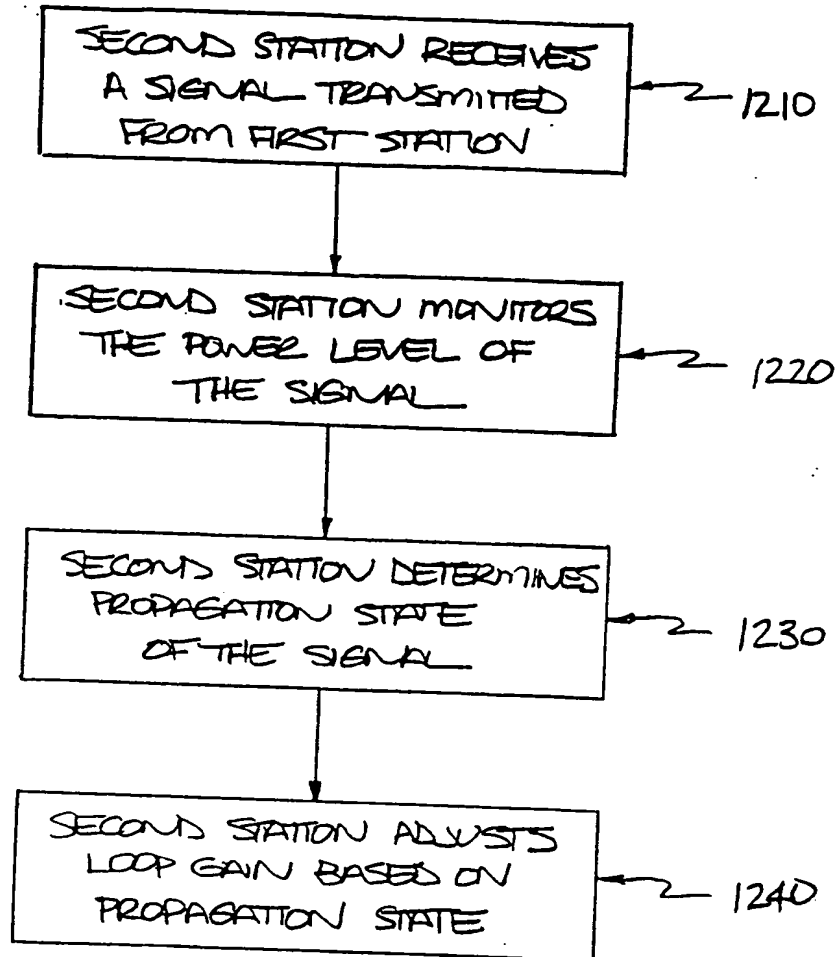 SECOND STATION RECEIVES
A SIGNAL TRANSMITTED
FROM FIRST STATION
1210
SECOND STATION MONITORS
THE POWER LEVEL OF
THE SIGNAL
1220
SECOND STATION DETERMINES
PROPAGATION STATE
OF THE SIGNAL
1230
SECOND STATION ADJUSTS
LOOP GAIN BASED ON
PROPAGATION STATE
1240